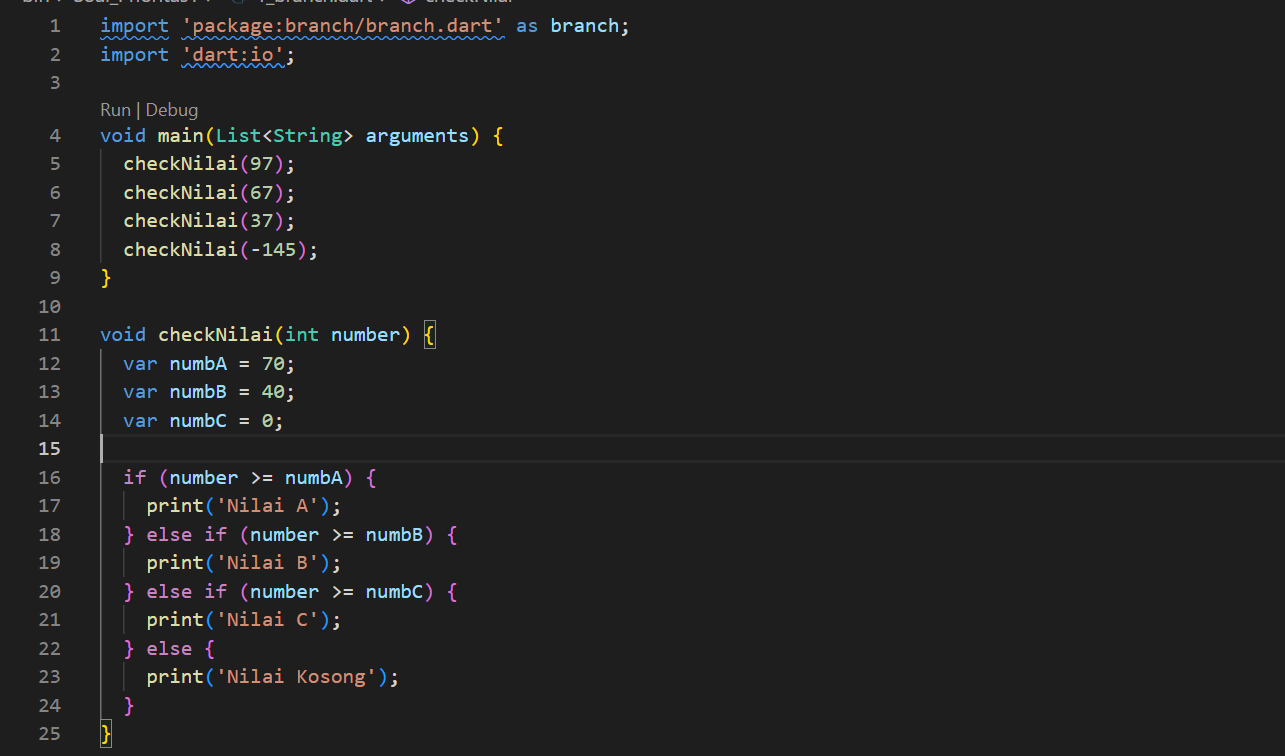 1 import 'package:branch/branch.dart' as branch;
2 import 'dart:io';
3
Run | Debug
4 void main(List<String> arguments) {
5   checkNilai(97);
6   checkNilai(67);
7   checkNilai(37);
8   checkNilai(-145);
9 }
10
11 void checkNilai(int number) {
12   var numbA = 70;
13   var numbB = 40;
14   var numbC = 0;
15
16   if (number >= numbA) {
17     print('Nilai A');
18   } else if (number >= numbB) {
19     print('Nilai B');
20   } else if (number >= numbC) {
21     print('Nilai C');
22   } else {
23     print('Nilai Kosong');
24   }
25 }